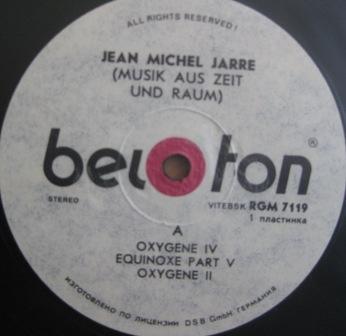 ALL RIGHTS RESERVED!
JEAN MICHEL JARRE
(MUSIK AUS ZEIT
UND RAUM)
beloton®
STEREO
VITEBSK RGM 7119
1 пластинка
A
OXYGENE IV
EQUINOXE PART V
OXYGENE II
ИЗГОТОВЛЕНО ПО ЛИЦЕНЗИИ DSB GmbH ГЕРМАНИЯ